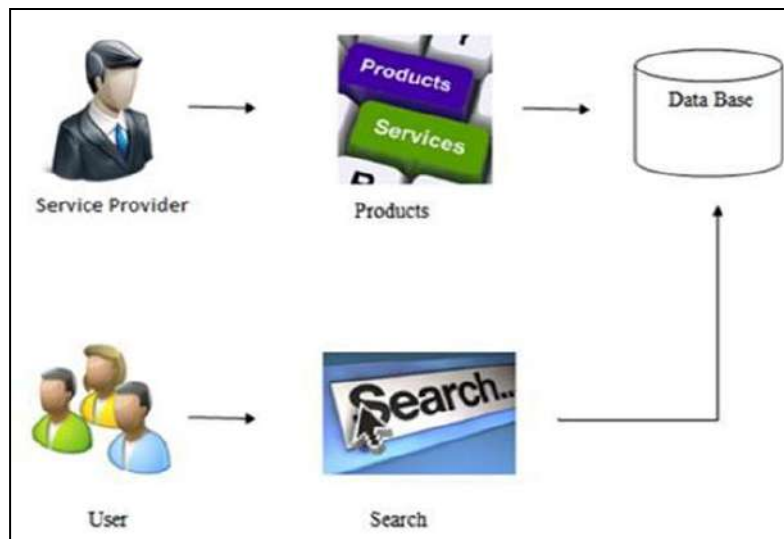 Products
Services
Data Base
Service Provider
Products
Search...
User
Search